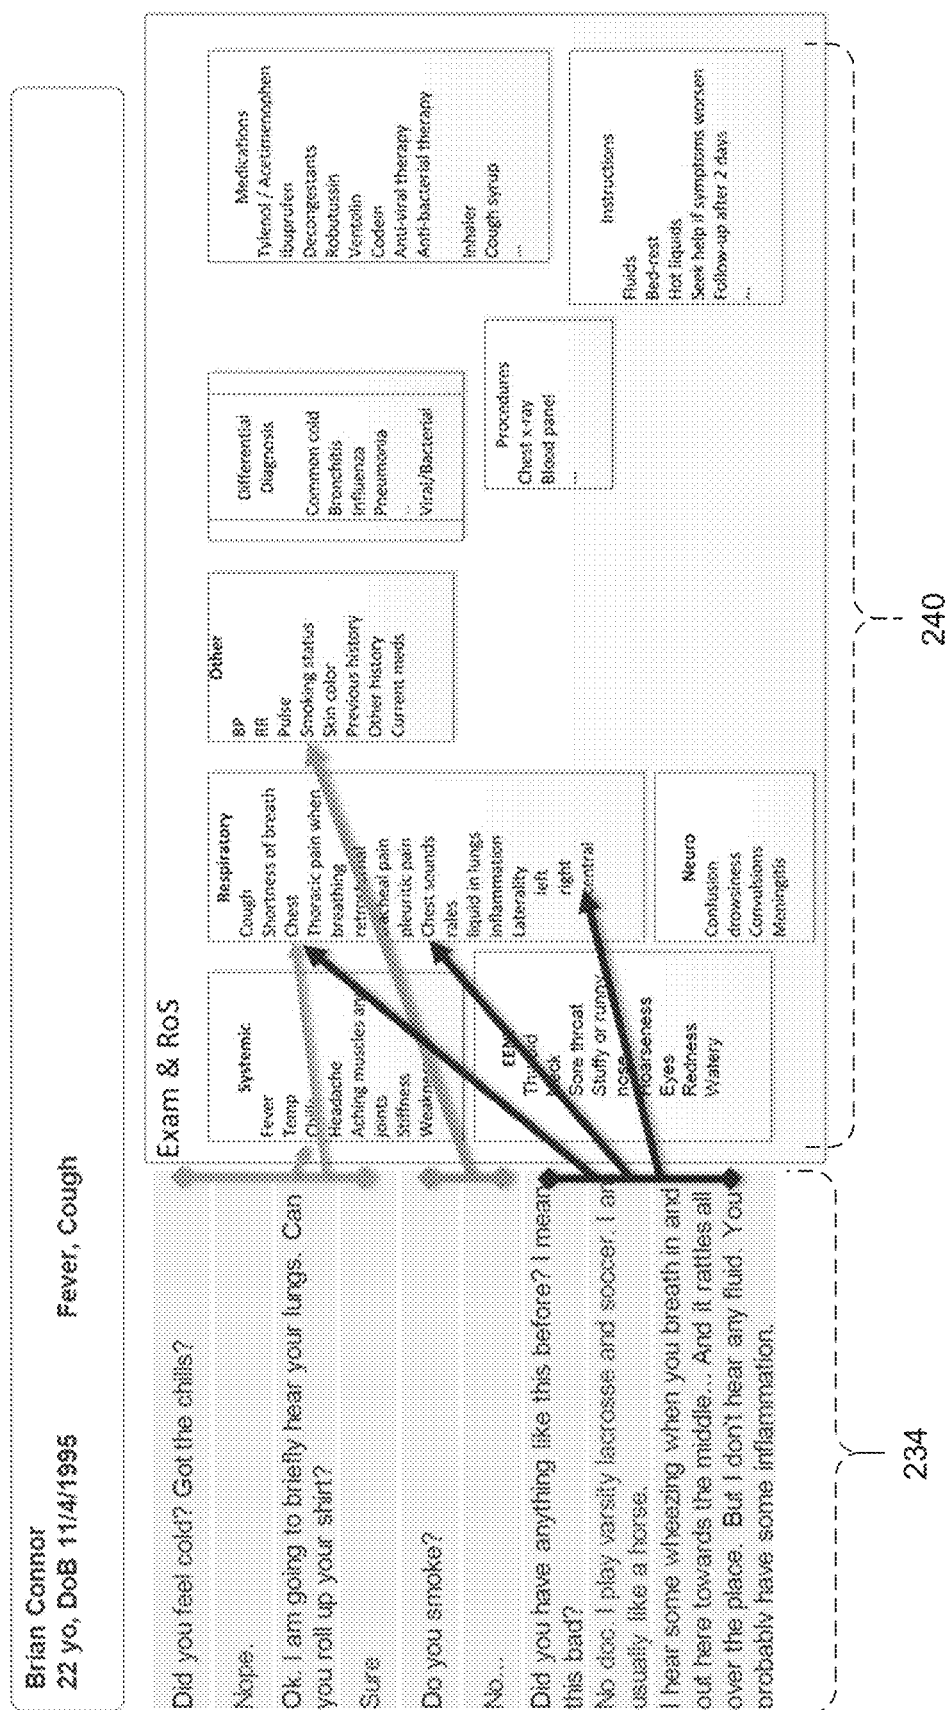 Brian Connor
22 yo, DoB 11/4/1995 Fever, Cough
Did you feel cold? Got the chills?
Nope.
Ok. I am going to briefly hear your lungs. Can
you roll up your shirt?
Sure
Do you smoke?
No...
Did you have anything like this before? I mean
this bad?
No doc. I play varsity lacrosse and soccer. I am
usually like a horse.
I hear some wheezing when you breath in and
out here towards the middle... And it rattles all
over the place. But I don't hear any fluid. You
probably have some inflammation.
234
Exam & RoS
Systemic
Fever
Temp
Chills
Headache
Aching muscles and
joints
Stiffness
Weakness
EENT
Thyroid
Neck
Sore throat
Stuffy or runny
nose
Hoarseness
Eyes
Redness
Watery
Respiratory
Cough
Shortness of breath
Chest
Thoracic pain when
breathing
pain
pleuristic pain
Chest sounds
rales
liquid in lungs
Inflammation
Laterality
left
right
central
Neuro
Confusion
drowsiness
Convulsions
Meningitis
Other
BP
RR
Pulse
Smoking status
Skin color
Previous history
Other history
Current meds
Differential
Diagnosis
Common cold
Bronchitis
Influenza
Pneumonia
..
Viral/Bacterial
Procedures
Chest x-ray
Blood panel
...
Medications
Tylenol / Acetumenophen
Ibuprufen
Decongestants
Robutussin
Ventolin
Codein
Anti-viral therapy
Anti-bacterial therapy
Inhaler
Cough syrup
...
Instructions
Fluids
Bed-rest
Hot liquids
Seek help if symptoms worsen
Follow-up after 2 days
...
240